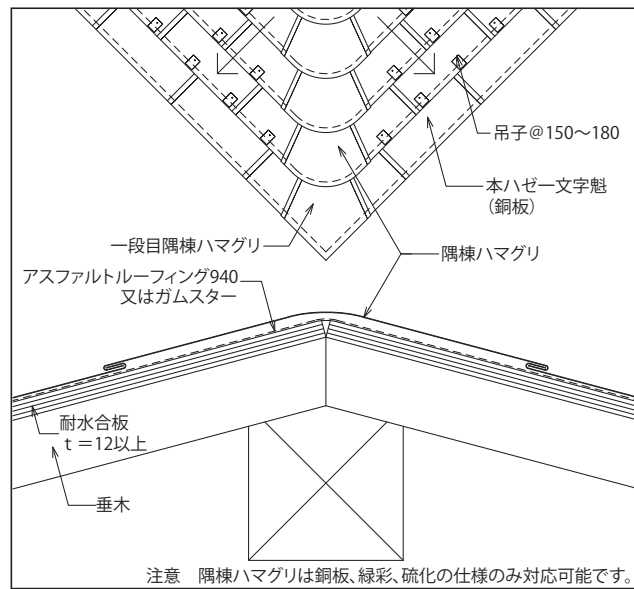 吊子@150～180
本ハゼ一文字魁
（銅板）
一段目隅棟ハマグリ
隅棟ハマグリ
アスファルトルーフィング940
又はガムスター
耐水合板
ｔ＝12以上
垂木
注意　隅棟ハマグリは銅板、緑彩、硫化の仕様のみ対応可能です。